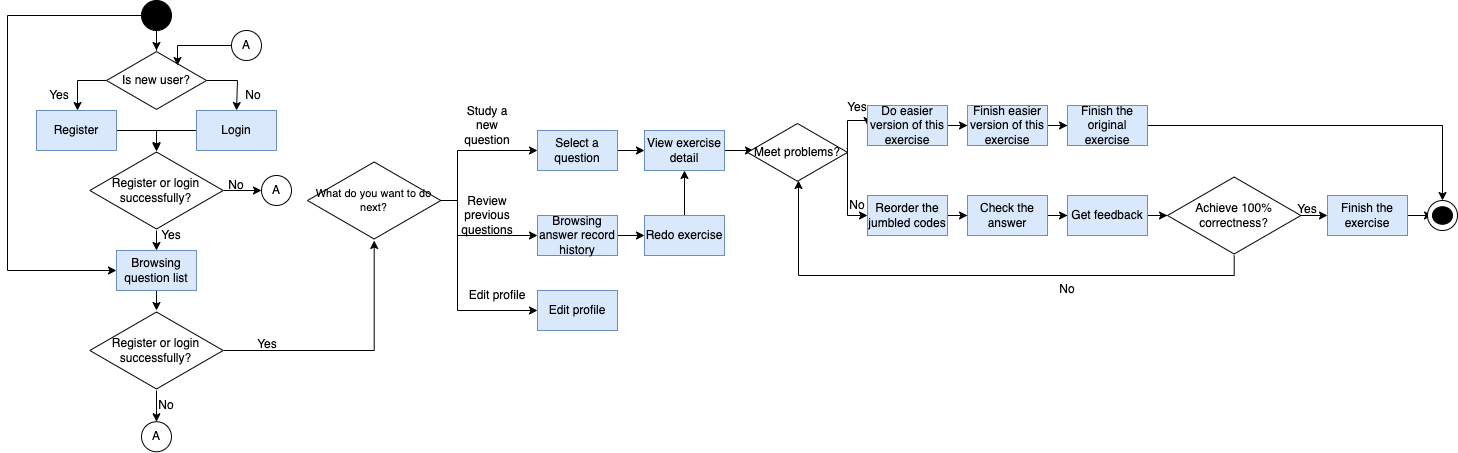 A
Is new user?
Yes
No
Register
Login
Register or login
successfully?
No
A
Yes
Browsing
question list
Register or login
successfully?
Yes
No
A
What do you want to do
next?
Study a
new
question
Select a
question
View exercise
detail
Review
previous
questions
Browsing
answer record
history
Redo exercise
Edit profile
Edit profile
Meet problems?
Yes
Do easier
version of this
exercise
Finish easier
version of this
exercise
Finish the
original
exercise
No
Reorder the
jumbled codes
Check the
answer
Get feedback
Achieve 100%
correctness?
Yes
Finish the
exercise
No